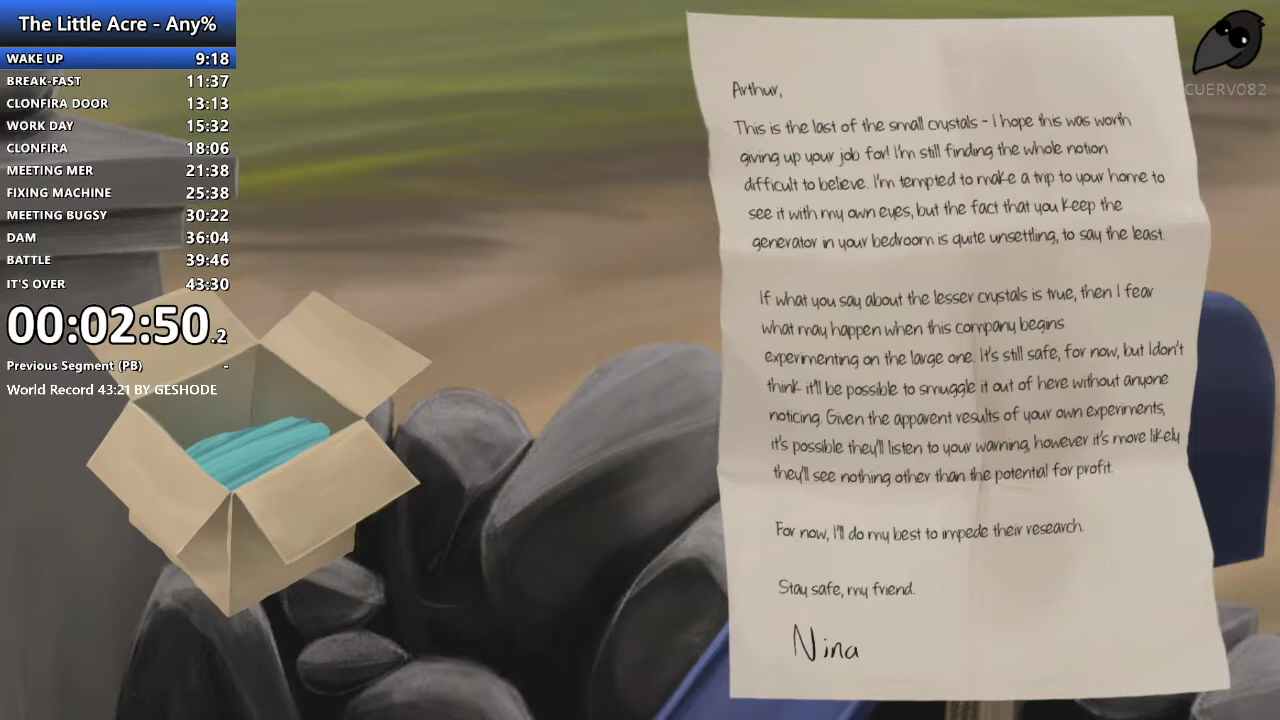 The Little Acre - Any%
WAKE UP 9:18
BREAK-FAST 11:37
CLONFIRA DOOR 13:13
WORK DAY 15:32
CLONFIRA 18:06
MEETING MER 21:38
FIXING MACHINE 25:38
MEETING BUGSY 30:22
DAM 36:04
BATTLE 39:46
IT'S OVER 43:30
00:02:50.2
Previous Segment (PB) -
World Record 43:21 BY GESHODE
Arthur,
This is the last of the small crystals - I hope this was worth
giving up your job for! I'm still finding the whole notion
difficult to believe. I'm tempted to make a trip to your home to
see it with my own eyes, but the fact that you keep the
generator in your bedroom is quite unsettling, to say the least.
If what you say about the lesser crystals is true, then I fear
what may happen when this company begins
experimenting on the large one. It's still safe, for now, but I don't
think it'll be possible to smuggle it out of here without anyone
noticing. Given the apparent results of your own experiments,
it's possible they'll listen to your warning, however it's more likely
they'll see nothing other than the potential for profit.
For now, I'll do my best to impede their research.
Stay safe, my friend.
Nina
CUERVO82